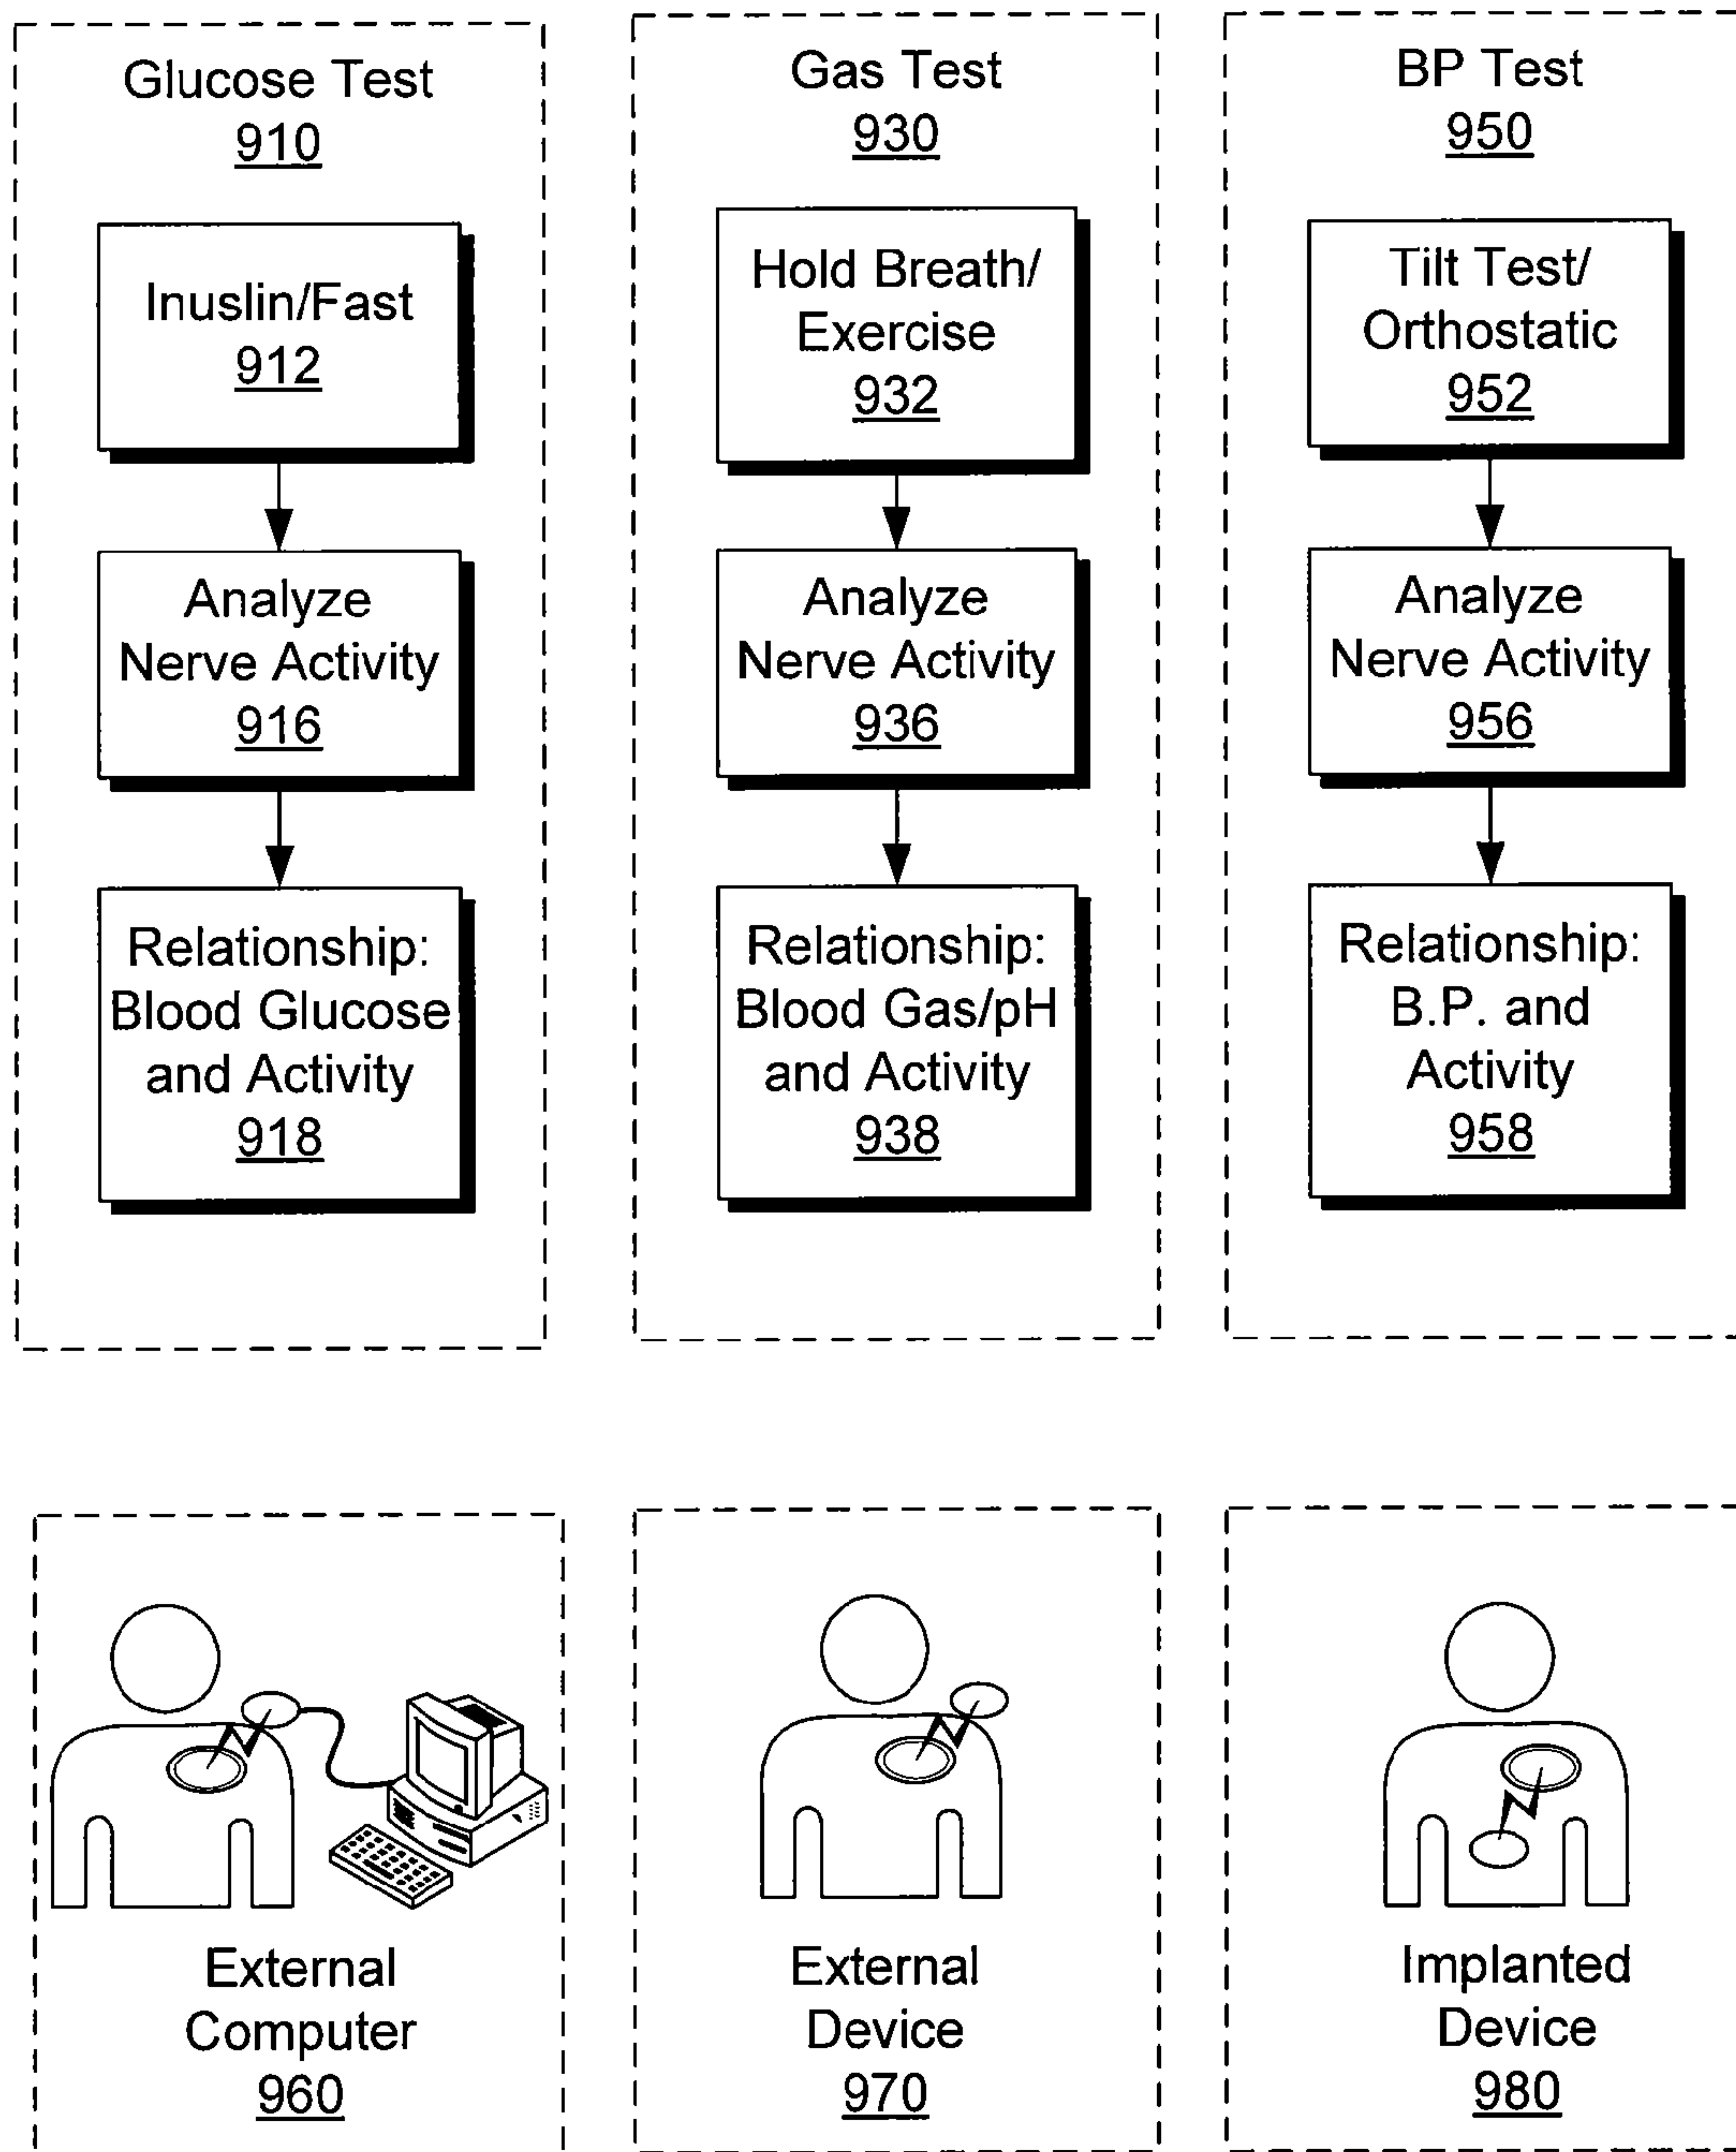 Glucose Test
910
Inuslin/Fast
912
Analyze
Nerve Activity
916
Relationship:
Blood Glucose
and Activity
918
Gas Test
930
Hold Breath/
Exercise
932
Analyze
Nerve Activity
936
Relationship:
Blood Gas/pH
and Activity
938
BP Test
950
Tilt Test/
Orthostatic
952
Analyze
Nerve Activity
956
Relationship:
B.P. and
Activity
958
External
Computer
960
External
Device
970
Implanted
Device
980